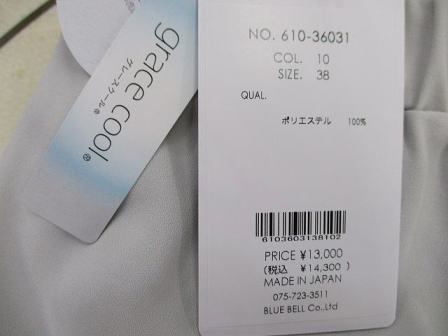 grace cool®
グレースクール®
NO. 610-36031
COL. 10
SIZE. 38
QUAL.
ポリエステル 100%
6103603138102
PRICE ¥13,000
(税込 ¥14,300)
MADE IN JAPAN
075-723-3511
BLUE BELL Co.,Ltd